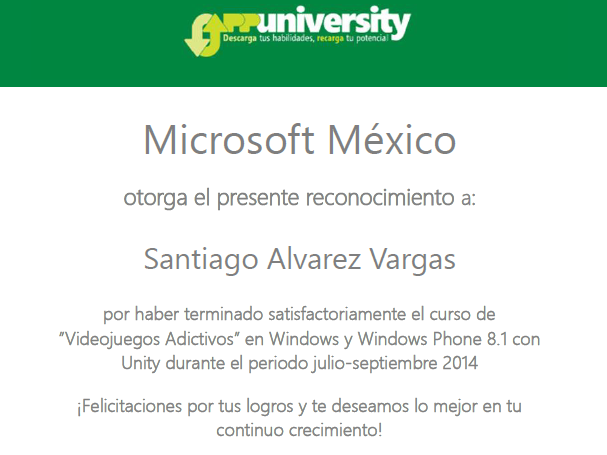 APPuniversity
Descarga tus habilidades, recarga tu potencial
Microsoft México
otorga el presente reconocimiento a:
Santiago Alvarez Vargas
por haber terminado satisfactoriamente el curso de
"Videojuegos Adictivos" en Windows y Windows Phone 8.1 con
Unity durante el periodo julio-septiembre 2014
¡Felicitaciones por tus logros y te deseamos lo mejor en tu
continuo crecimiento!